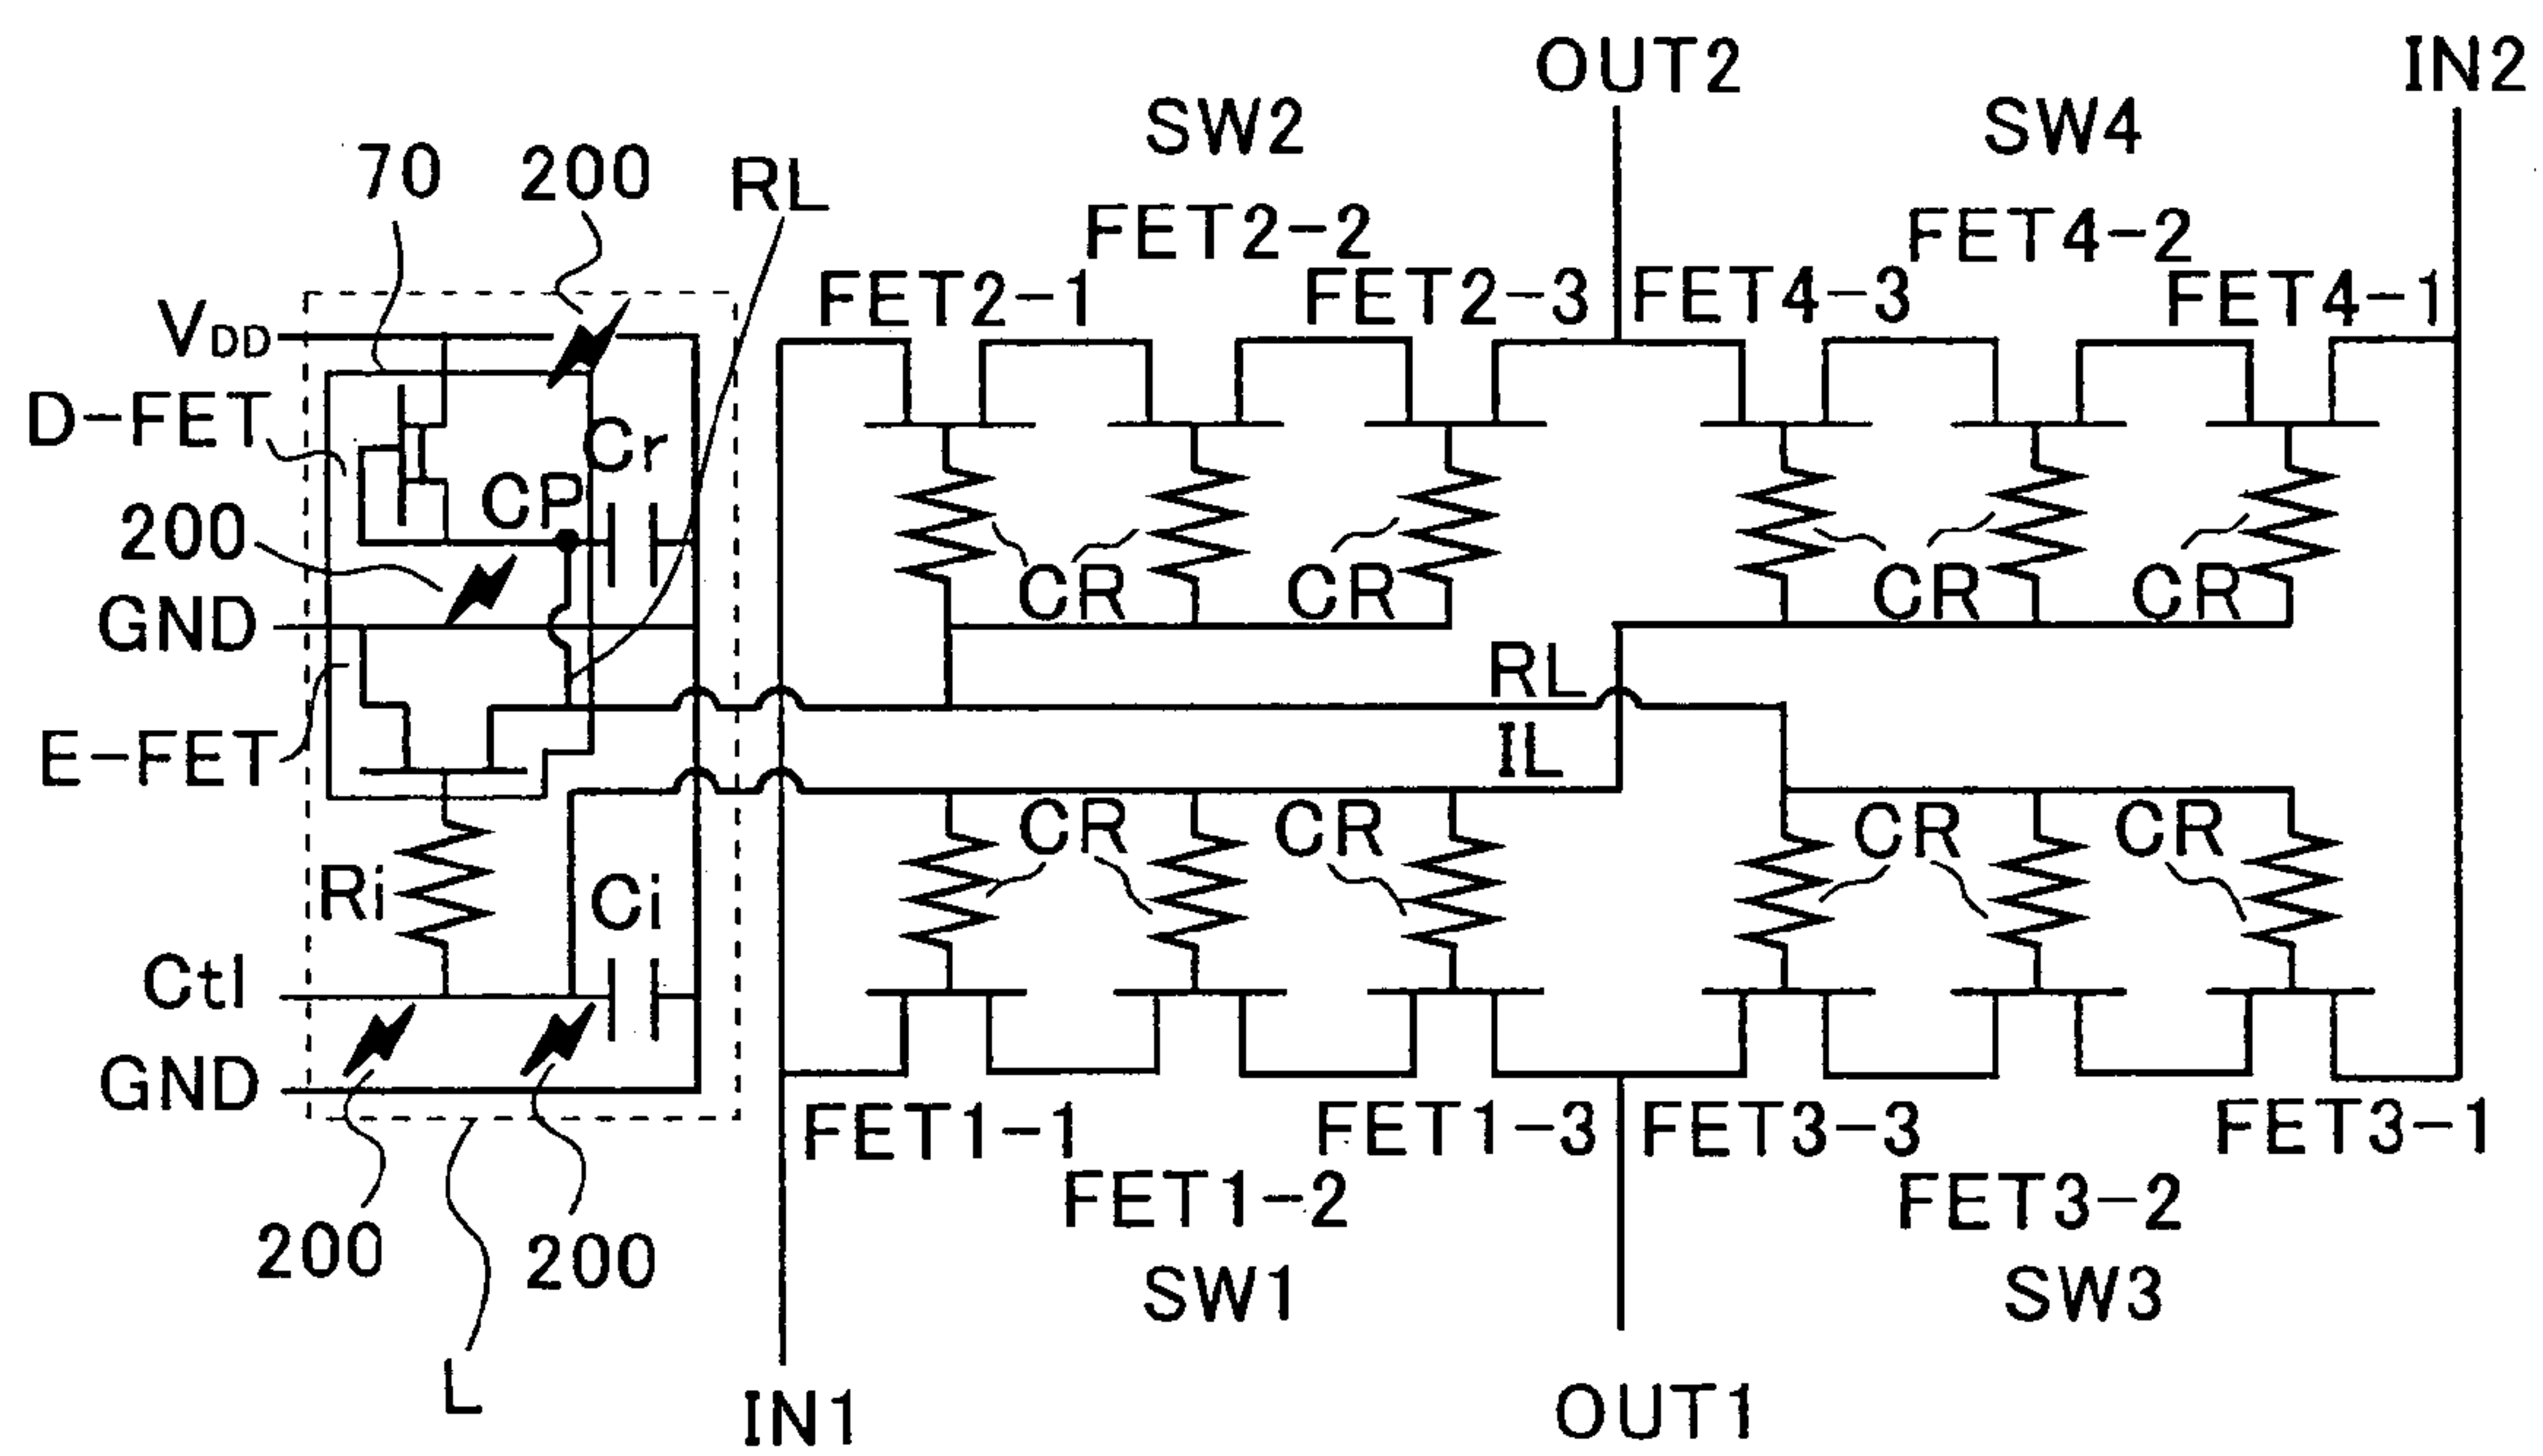 OUT2
IN2
SW2
SW4
70
200
RL
FET2-2
FET4-2
FET2-1
FET2-3
FET4-3
FET4-1
VDD
D-FET
Cr
CP
200
CR
CR
CR
CR
GND
RL
E-FET
IL
CR
CR
CR
CR
Ri
Ci
Ctl
GND
FET1-1
FET1-3
FET3-3
FET3-1
FET1-2
FET3-2
200
200
SW1
SW3
L
IN1
OUT1